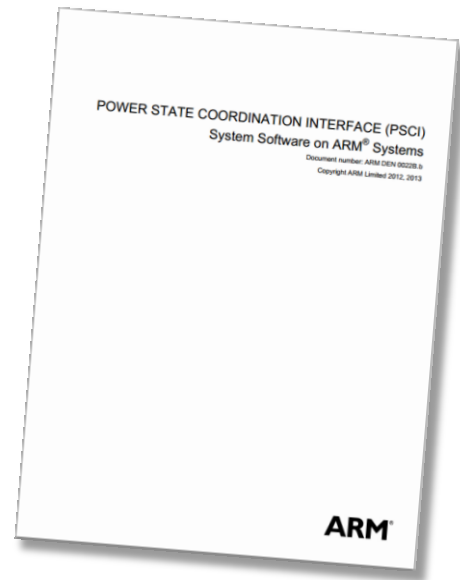 POWER STATE COORDINATION INTERFACE (PSCI)
System Software on ARM® Systems
Document number: ARM DEN 0022B.b
Copyright ARM Limited 2012, 2013
ARM®